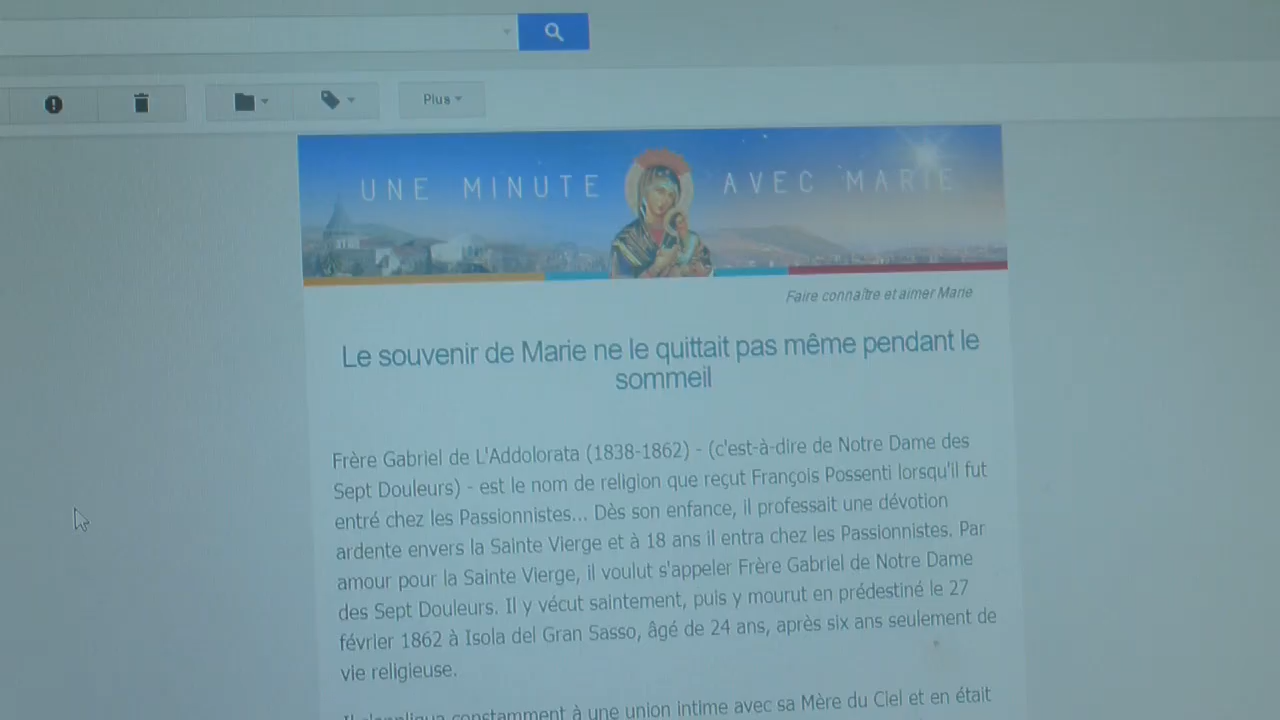 Plus
UNE MINUTE AVEC MARIE
Faire connaître et aimer Marie
Le souvenir de Marie ne le quittait pas même pendant le
sommeil
Frère Gabriel de L'Addolorata (1838-1862) - (c'est-à-dire de Notre Dame des
Sept Douleurs) - est le nom de religion que reçut François Possenti lorsqu'il fut
entré chez les Passionnistes... Dès son enfance, il professait une dévotion
ardente envers la Sainte Vierge et à 18 ans il entra chez les Passionnistes. Par
amour pour la Sainte Vierge, il voulut s'appeler Frère Gabriel de Notre Dame
des Sept Douleurs. Il y vécut saintement, puis y mourut en prédestiné le 27
février 1862 à Isola del Gran Sasso, âgé de 24 ans, après six ans seulement de
vie religieuse.
Il s'appliqua constamment à une union intime avec sa Mère du Ciel et en était